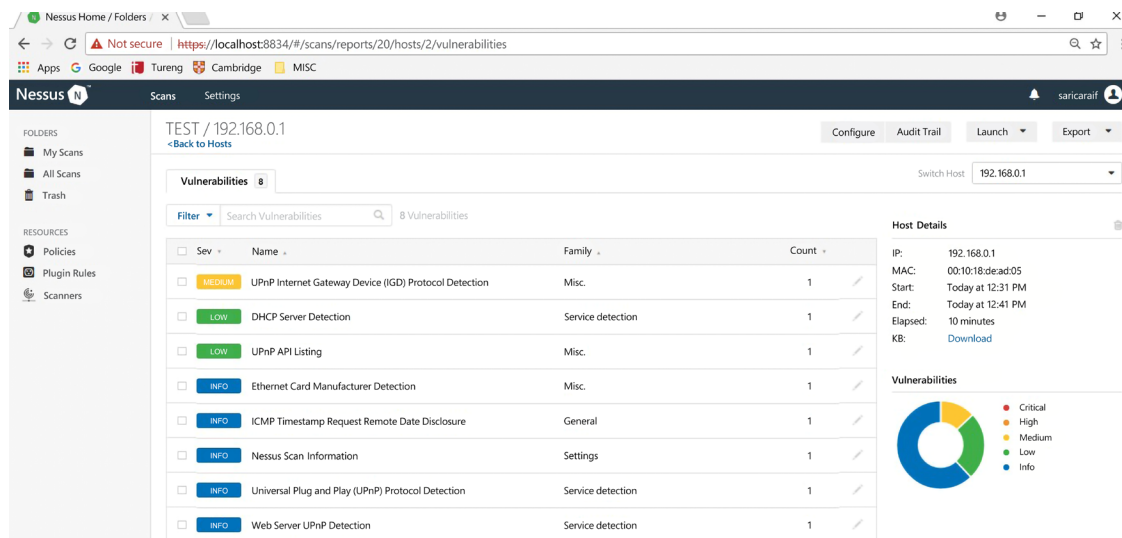 Nessus Home / Folders /
Not secure | https://localhost:8834/#/scans/reports/20/hosts/2/vulnerabilities
Apps G Google Tureng Cambridge MISC
Nessus N Scans Settings saricaraif
FOLDERS
My Scans
All Scans
Trash
RESOURCES
Policies
Plugin Rules
Scanners
TEST / 192.168.0.1
<Back to Hosts
Configure Audit Trail Launch Export
Vulnerabilities 8
Switch Host 192.168.0.1
Filter Search Vulnerabilities 8 Vulnerabilities
Sev Name Family Count
MEDIUM UPnP Internet Gateway Device (IGD) Protocol Detection Misc. 1
LOW DHCP Server Detection Service detection 1
LOW UPnP API Listing Misc. 1
INFO Ethernet Card Manufacturer Detection Misc. 1
INFO ICMP Timestamp Request Remote Date Disclosure General 1
INFO Nessus Scan Information Settings 1
INFO Universal Plug and Play (UPnP) Protocol Detection Service detection 1
INFO Web Server UPnP Detection Service detection 1
Host Details
IP: 192.168.0.1
MAC: 00:10:18:de:ad:05
Start: Today at 12:31 PM
End: Today at 12:41 PM
Elapsed: 10 minutes
KB: Download
Vulnerabilities
Critical
High
Medium
Low
Info